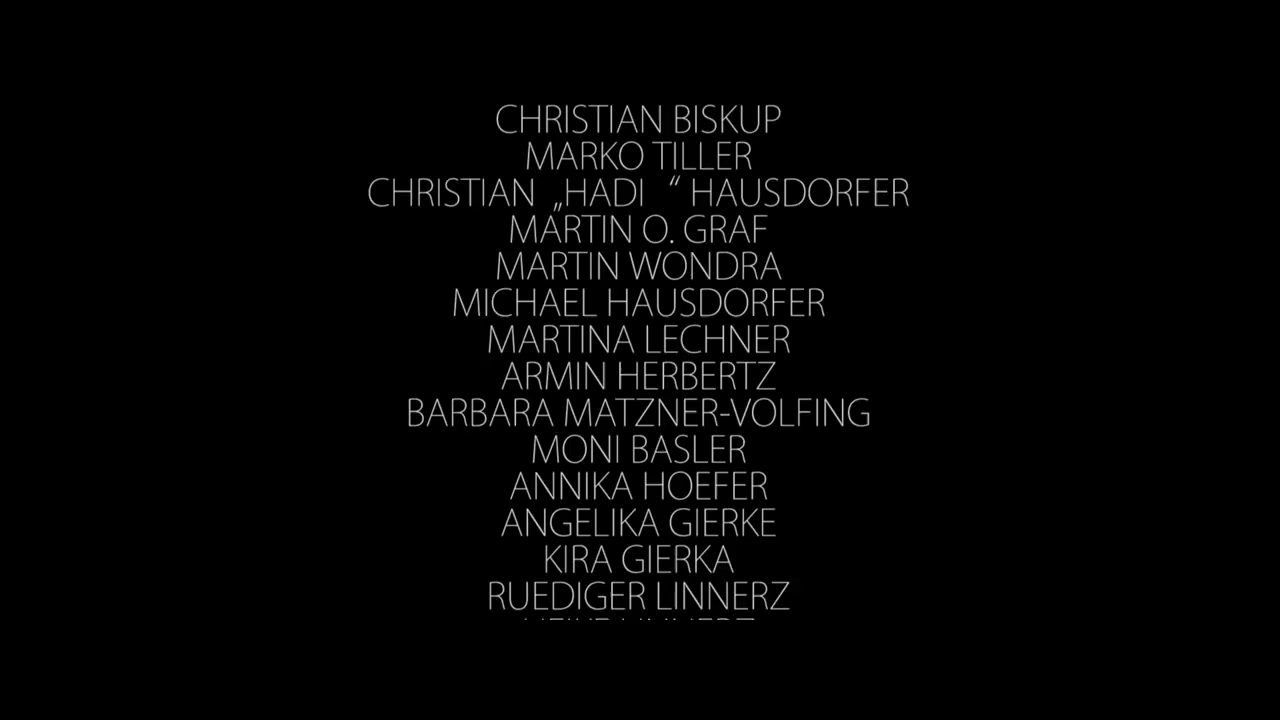 CHRISTIAN BISKUP
MARKO TILLER
CHRISTIAN „HADI “ HAUSDORFER
MARTIN O. GRAF
MARTIN WONDRA
MICHAEL HAUSDORFER
MARTINA LECHNER
ARMIN HERBERTZ
BARBARA MATZNER-VOLFING
MONI BASLER
ANNIKA HOEFER
ANGELIKA GIERKE
KIRA GIERKA
RUEDIGER LINNERZ